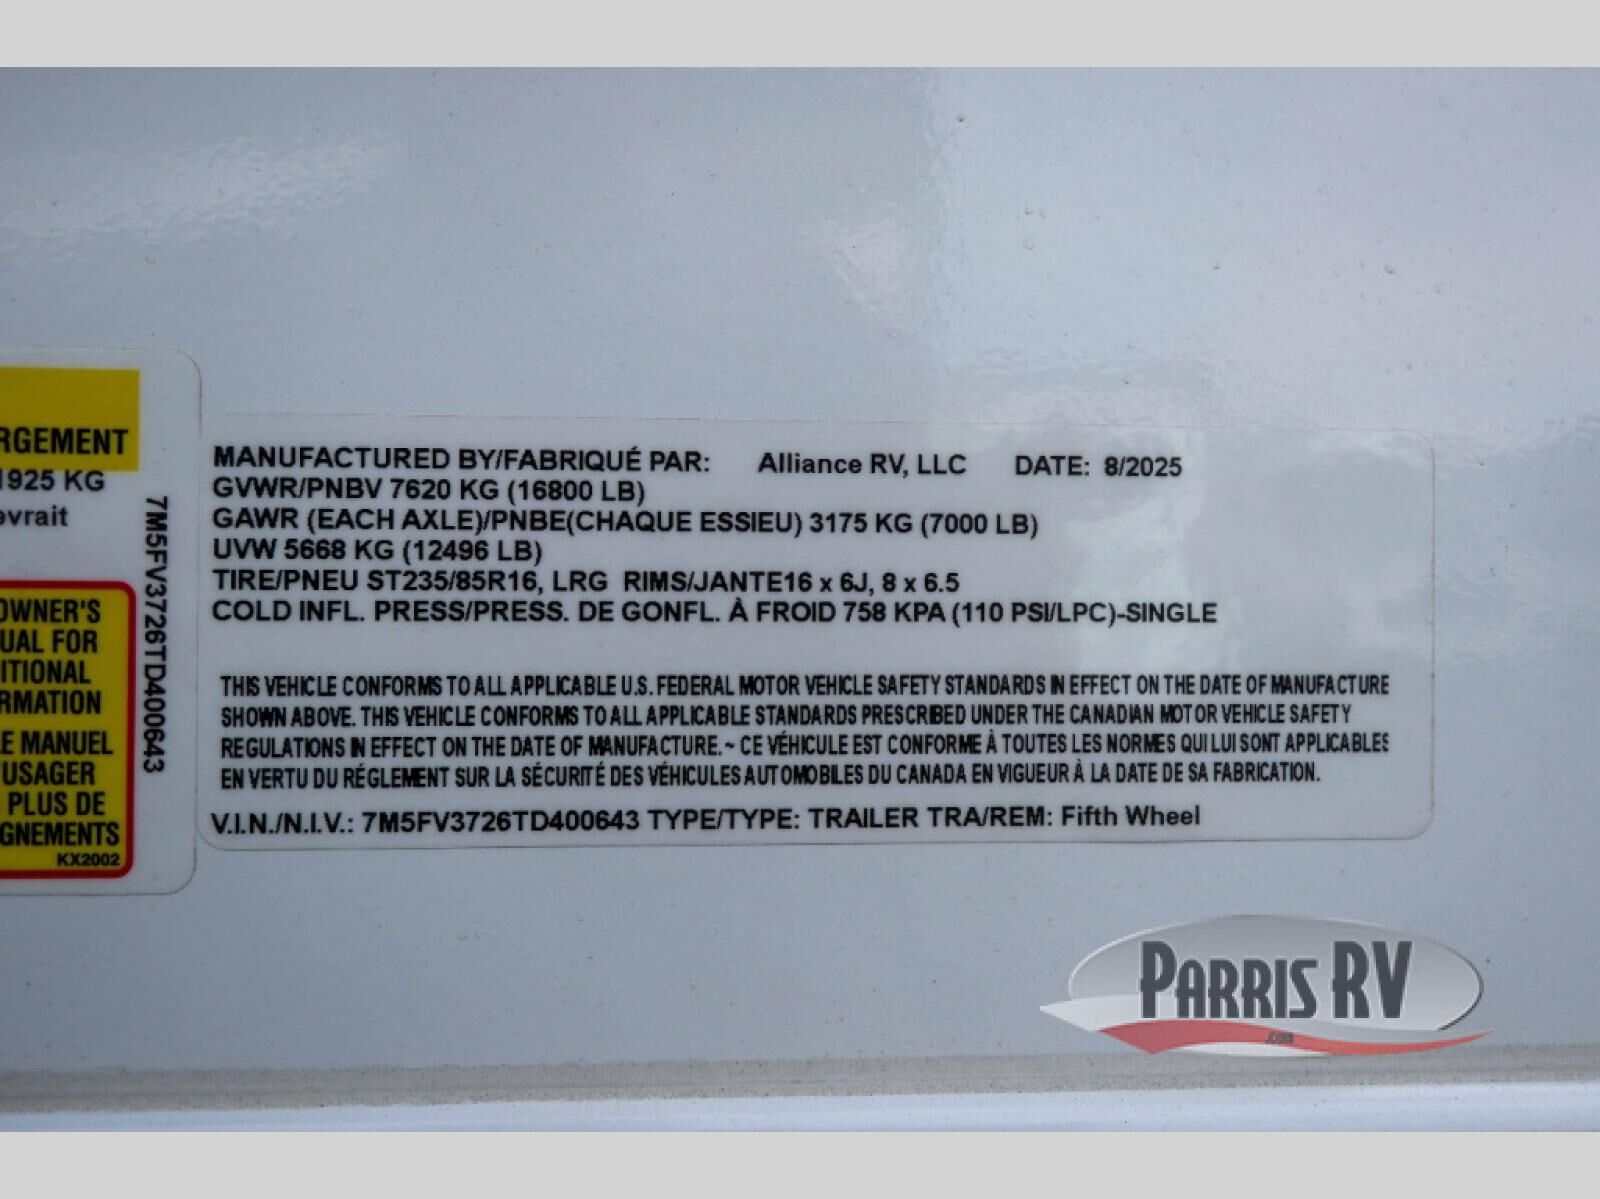 RGEMENT
1925 KG
evrait
7M5FV3726TD400643
OWNER'S
UAL FOR
ITIONAL
RMATION
LE MANUEL
USAGER
PLUS DE
GNEMENTS
KX2002
MANUFACTURED BY/FABRIQUÉ PAR: Alliance RV, LLC DATE: 8/2025
GVWR/PNBV 7620 KG (16800 LB)
GAWR (EACH AXLE)/PNBE(CHAQUE ESSIEU) 3175 KG (7000 LB)
UVW 5668 KG (12496 LB)
TIRE/PNEU ST235/85R16, LRG RIMS/JANTE16 x 6J, 8 x 6.5
COLD INFL. PRESS/PRESS. DE GONFL. À FROID 758 KPA (110 PSI/LPC)-SINGLE
THIS VEHICLE CONFORMS TO ALL APPLICABLE U.S. FEDERAL MOTOR VEHICLE SAFETY STANDARDS IN EFFECT ON THE DATE OF MANUFACTURE
SHOWN ABOVE. THIS VEHICLE CONFORMS TO ALL APPLICABLE STANDARDS PRESCRIBED UNDER THE CANADIAN MOTOR VEHICLE SAFETY
REGULATIONS IN EFFECT ON THE DATE OF MANUFACTURE. ~ CE VÉHICULE EST CONFORME À TOUTES LES NORMES QUI LUI SONT APPLICABLES
EN VERTU DU RÉGLEMENT SUR LA SÉCURITÉ DES VÉHICULES AUTOMOBILES DU CANADA EN VIGUEUR À LA DATE DE SA FABRICATION.
V.I.N./N.I.V.: 7M5FV3726TD400643 TYPE/TYPE: TRAILER TRA/REM: Fifth Wheel
PARRIS RV
.COM